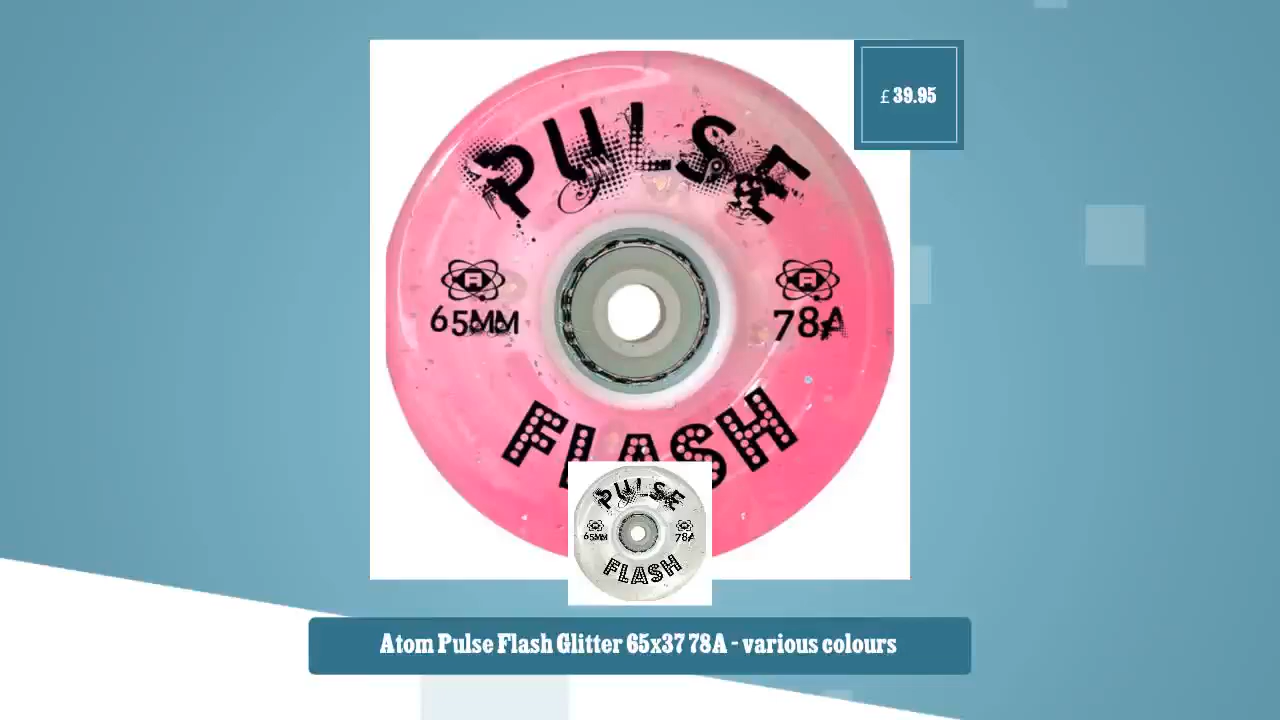 £ 39.95
PULSE
A
A
65MM
78A
FLASH
PULSE
65MM
78A
FLASH
Atom Pulse Flash Glitter 65x37 78A - various colours